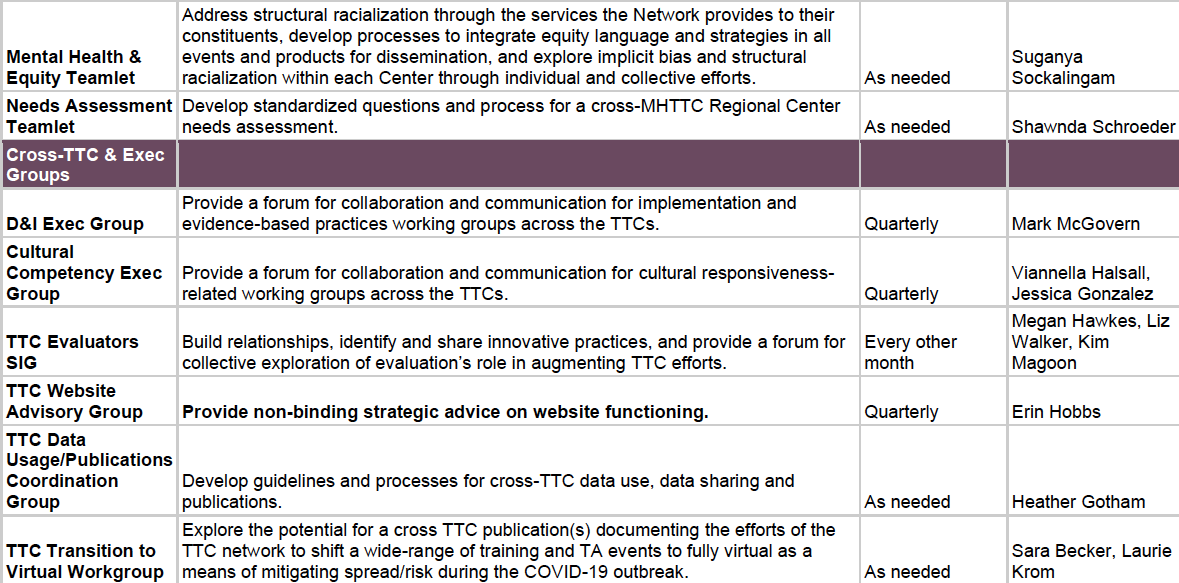 Mental Health &
Equity Teamlet
Address structural racialization through the services the Network provides to their
constituents, develop processes to integrate equity language and strategies in all
events and products for dissemination, and explore implicit bias and structural
racialization within each Center through individual and collective efforts.
As needed
Suganya
Sockalingam
Needs Assessment
Teamlet
Develop standardized questions and process for a cross-MHTTC Regional Center
needs assessment.
As needed
Shawnda Schroeder
Cross-TTC & Exec
Groups
D&I Exec Group
Provide a forum for collaboration and communication for implementation and
evidence-based practices working groups across the TTCs.
Quarterly
Mark McGovern
Cultural
Competency Exec
Group
Provide a forum for collaboration and communication for cultural responsiveness-
related working groups across the TTCs.
Quarterly
Viannella Halsall,
Jessica Gonzalez
TTC Evaluators
SIG
Build relationships, identify and share innovative practices, and provide a forum for
collective exploration of evaluation’s role in augmenting TTC efforts.
Every other
month
Megan Hawkes, Liz
Walker, Kim
Magoon
TTC Website
Advisory Group
Provide non-binding strategic advice on website functioning.
Quarterly
Erin Hobbs
TTC Data
Usage/Publications
Coordination
Group
Develop guidelines and processes for cross-TTC data use, data sharing and
publications.
As needed
Heather Gotham
TTC Transition to
Virtual Workgroup
Explore the potential for a cross TTC publication(s) documenting the efforts of the
TTC network to shift a wide-range of training and TA events to fully virtual as a
means of mitigating spread/risk during the COVID-19 outbreak.
As needed
Sara Becker, Laurie
Krom